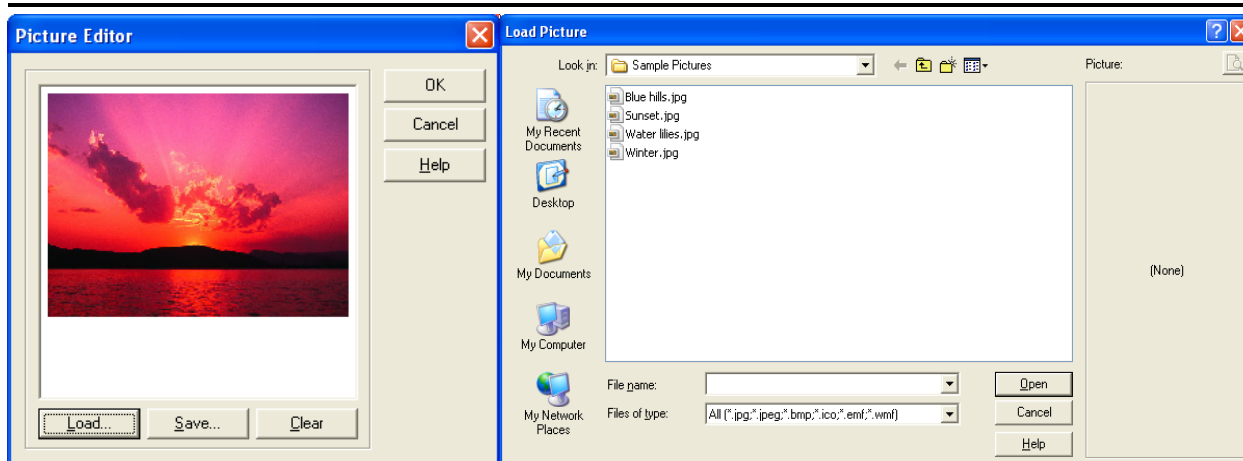 Picture Editor
OK
Cancel
Help
Load...
Save...
Clear
Load Picture
Look in:
Sample Pictures
Picture:
My Recent
Documents
Desktop
My Documents
My Computer
My Network
Places
Blue hills.jpg
Sunset.jpg
Water lilies.jpg
Winter.jpg
(None)
File name:
Open
Files of type:
All (*.jpg;*.jpeg;*.bmp;*.ico;*.emf;*.wmf)
Cancel
Help